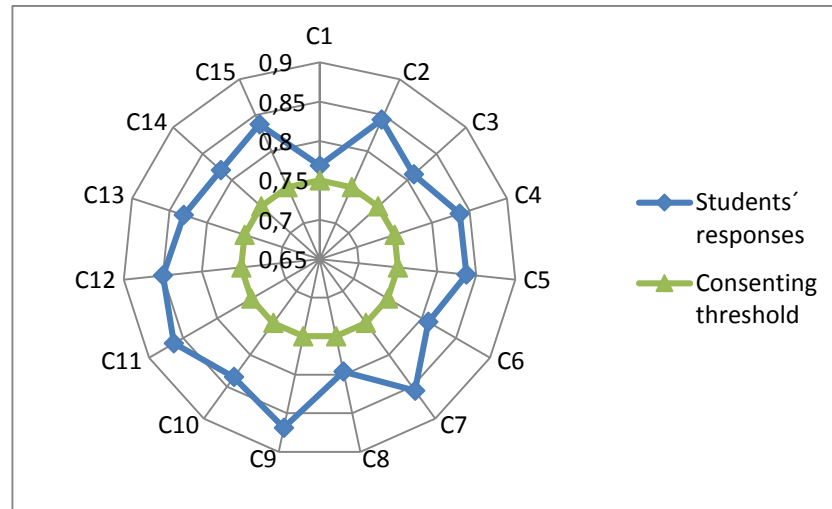 C1
C2
C3
C4
C5
C6
C7
C8
C9
C10
C11
C12
C13
C14
C15
0,9
0,85
0,8
0,75
0,7
0,65
Students´
responses
Consenting
threshold